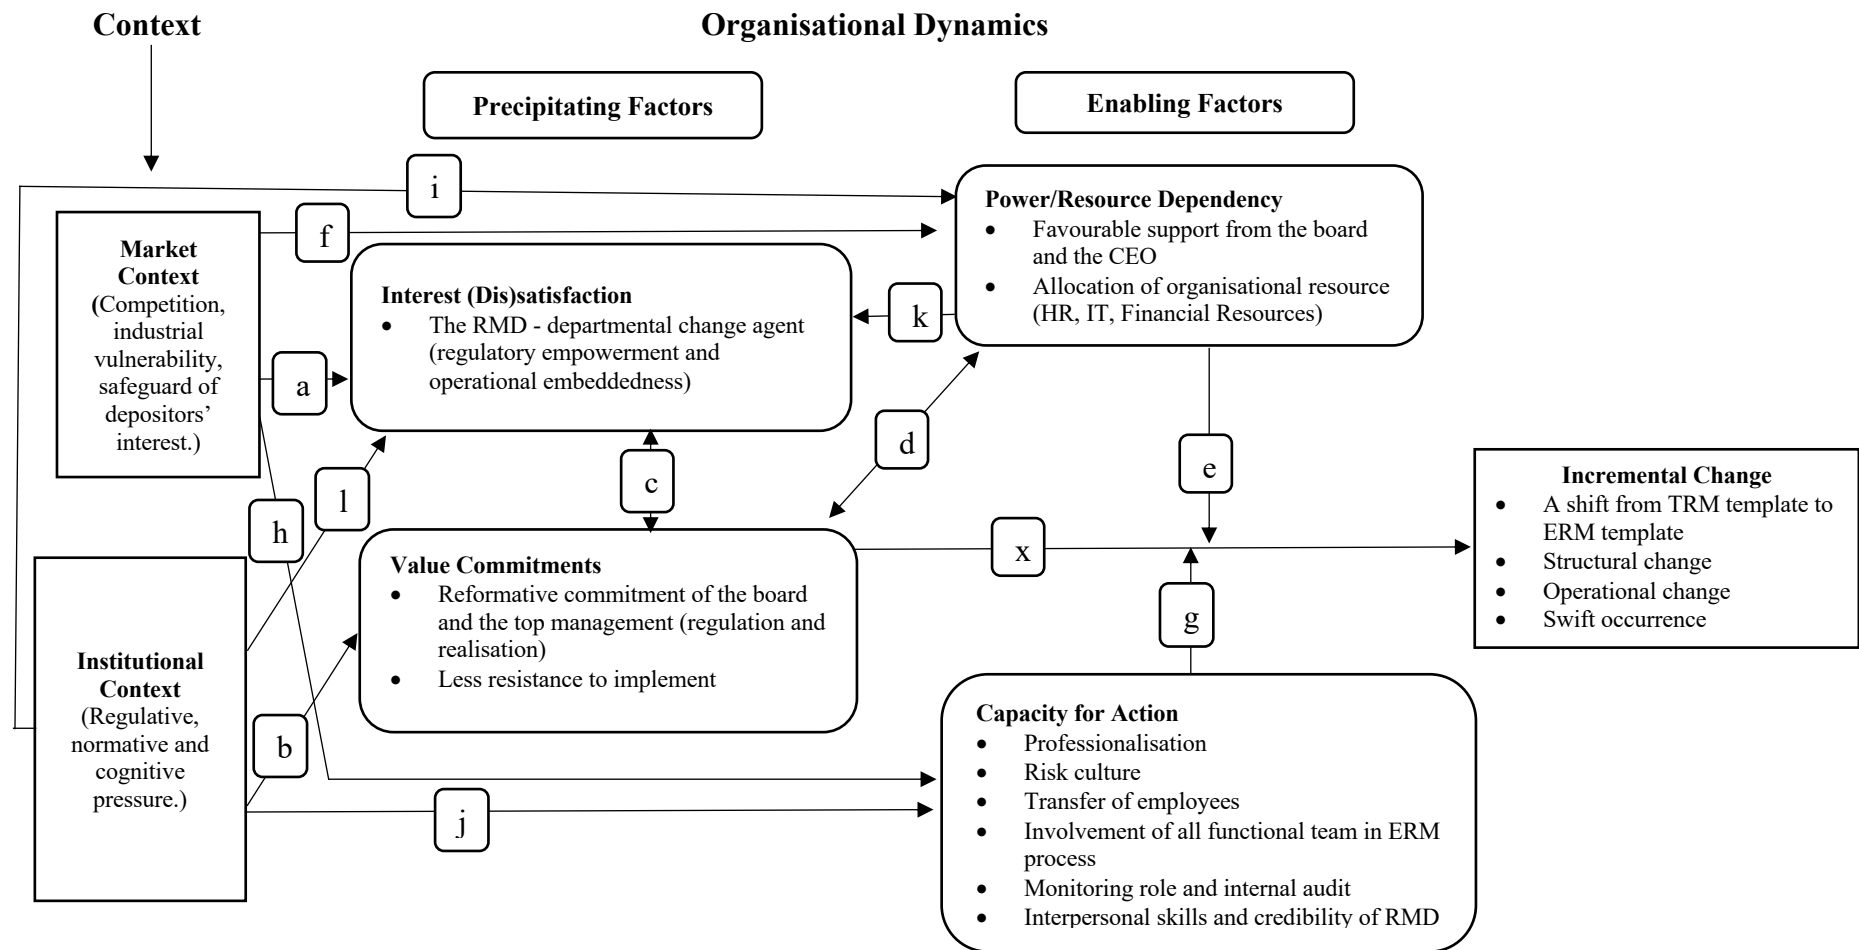 Context
Organisational Dynamics
Precipitating Factors
Enabling Factors
i
f
Market
Context
(Competition,
industrial
vulnerability,
safeguard of
depositors’
interest.)
Interest (Dis)satisfaction
• The RMD - departmental change agent
(regulatory empowerment and
operational embeddedness)
Power/Resource Dependency
• Favourable support from the board
and the CEO
• Allocation of organisational resource
(HR, IT, Financial Resources)
k
a
d
c
e
l
h
x
Value Commitments
• Reformative commitment of the board
and the top management (regulation and
realisation)
• Less resistance to implement
Incremental Change
• A shift from TRM template to
ERM template
• Structural change
• Operational change
• Swift occurrence
g
Institutional
Context
(Regulative,
normative and
cognitive
pressure.)
b
j
Capacity for Action
• Professionalisation
• Risk culture
• Transfer of employees
• Involvement of all functional team in ERM
process
• Monitoring role and internal audit
• Interpersonal skills and credibility of RMD